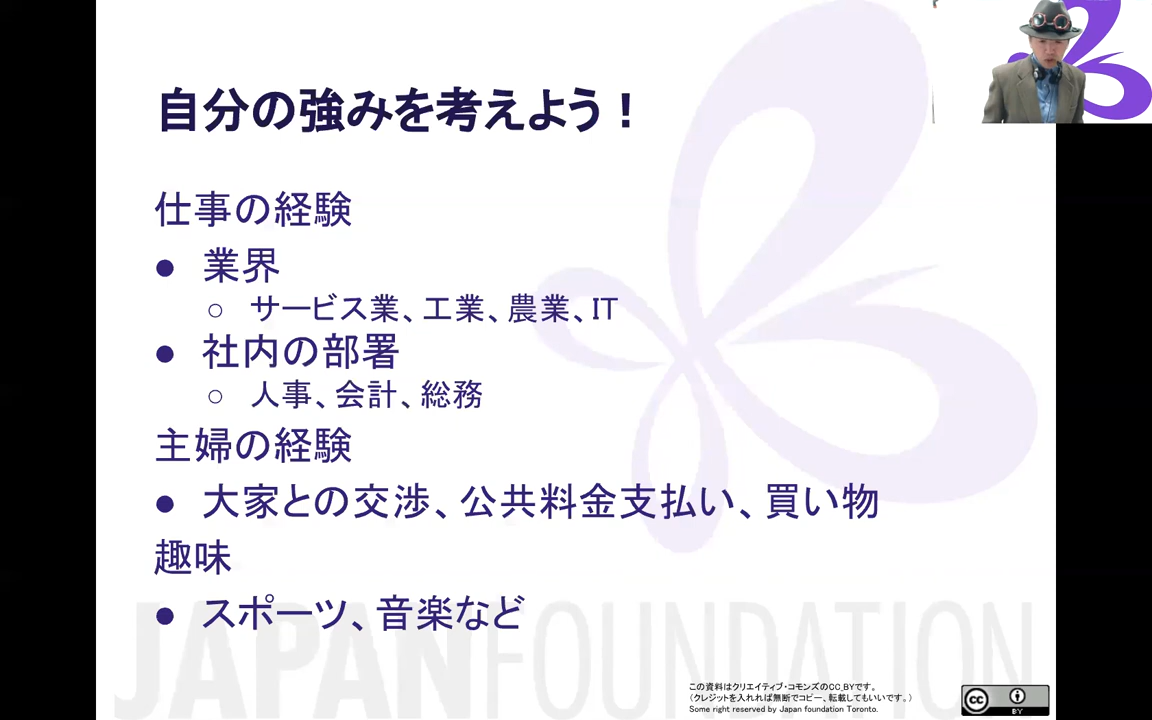 自分の強みを考えよう！
仕事の経験
● 業界
○ サービス業、工業、農業、IT
● 社内の部署
○ 人事、会計、総務
主婦の経験
● 大家との交渉、公共料金支払い、買い物
趣味
● スポーツ、音楽など
JAPANFOUNDATION
この資料はクリエイティブ・コモンズのCC_BYです。
（クレジットを入れれば無断でコピー、転載してもいいです。）
Some right reserved by Japan foundation Toronto.
cc
BY